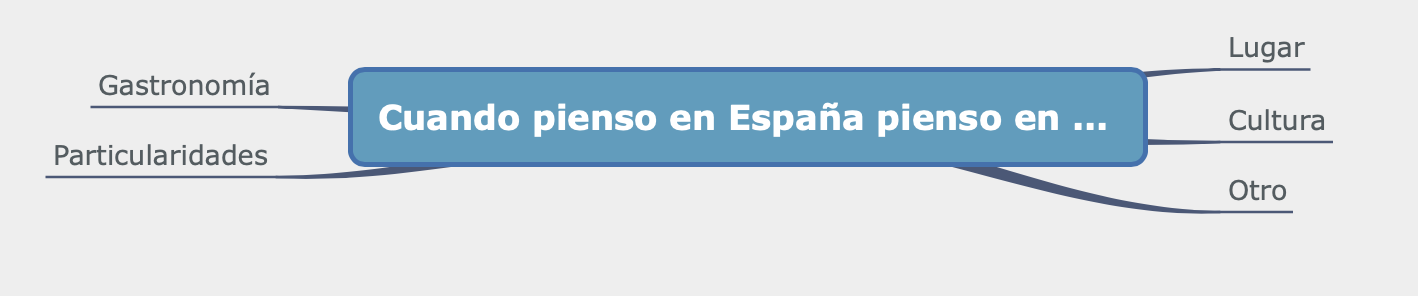 Gastronomía
Particularidades
Cuando pienso en España pienso en ...
Lugar
Cultura
Otro